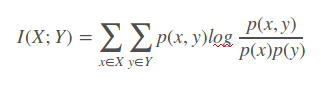 I(X; Y) = ∑ ∑ p(x, y)log p(x, y) / p(x)p(y)
x∈X y∈Y